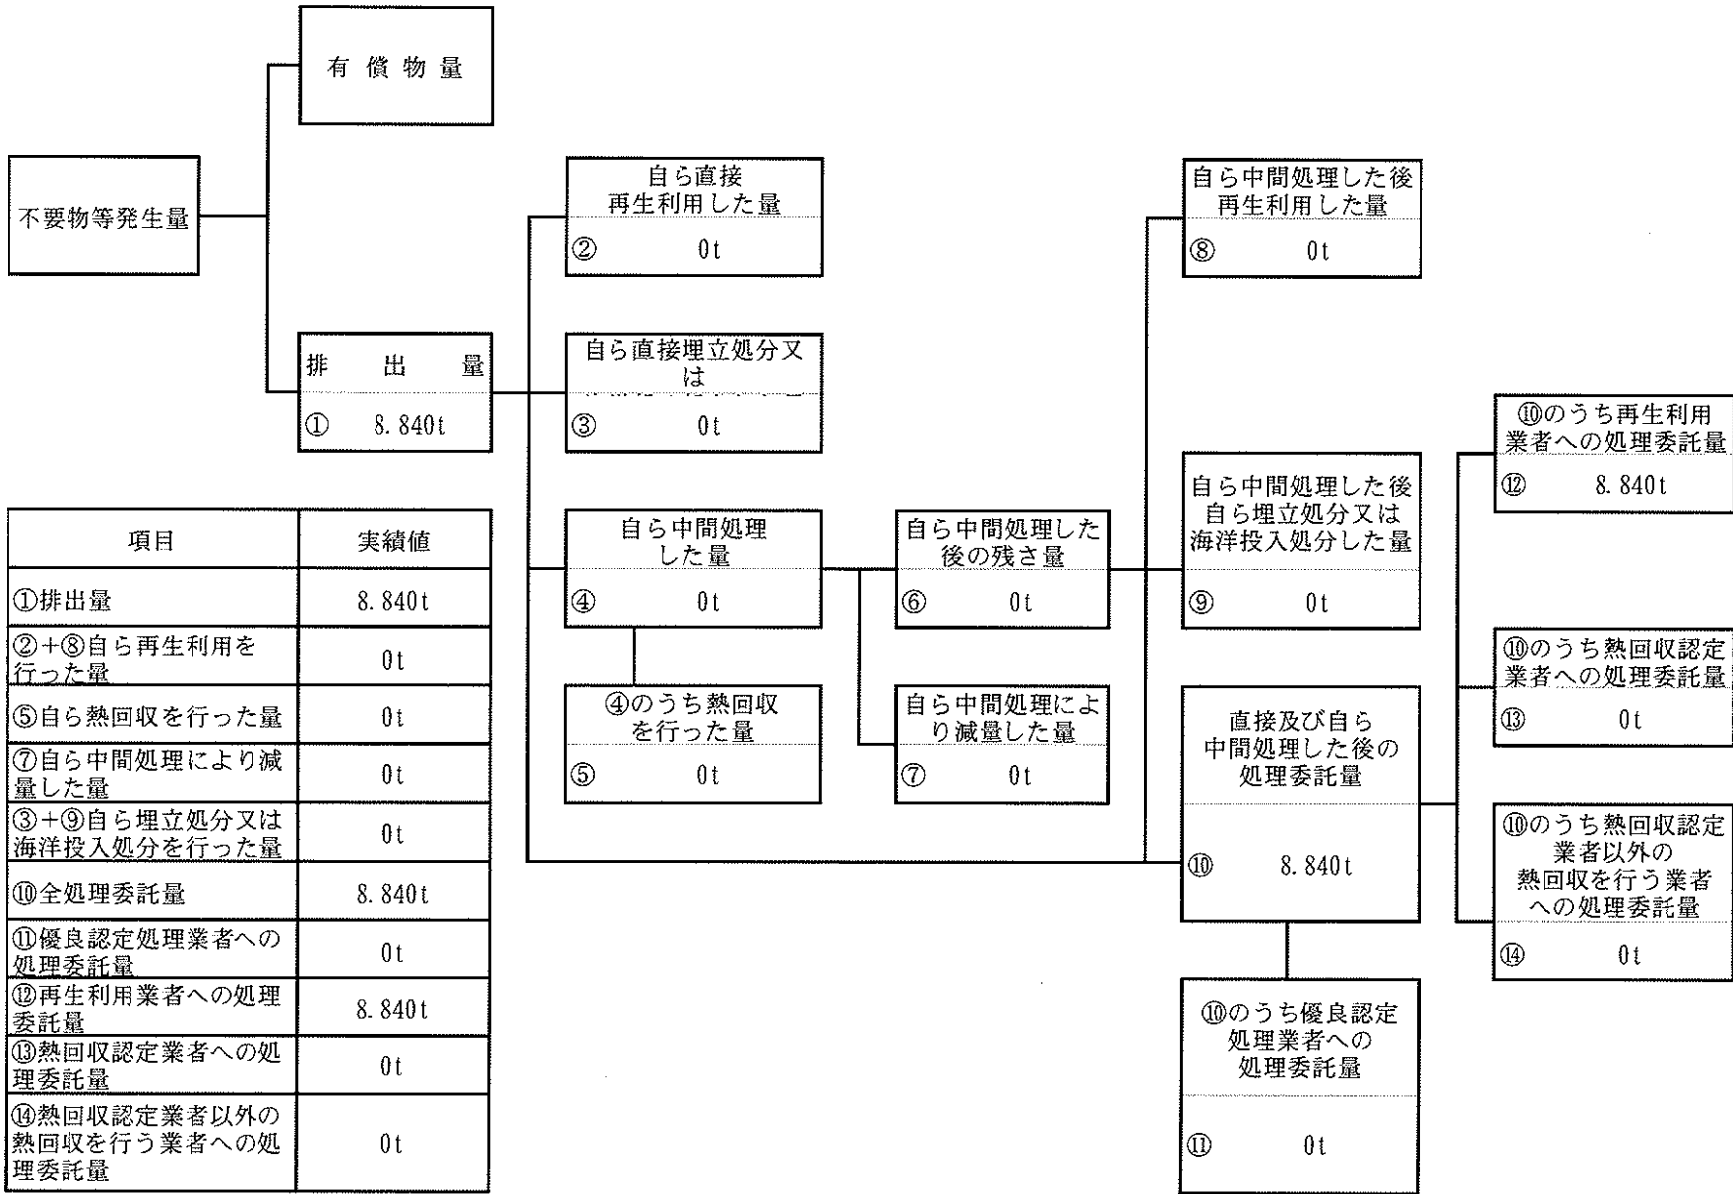 有償物量
不要物等発生量
排出量
① 8.840t
自ら直接
再生利用した量
② 0t
自ら直接埋立処分又
は
③ 0t
自ら中間処理
した量
④ 0t
④のうち熱回収
を行った量
⑤ 0t
自ら中間処理した
後の残さ量
⑥ 0t
自ら中間処理によ
り減量した量
⑦ 0t
自ら中間処理した後
再生利用した量
⑧ 0t
自ら中間処理した後
自ら埋立処分又は
海洋投入処分した量
⑨ 0t
直接及び自ら
中間処理した後の
処理委託量
⑩ 8.840t
⑩のうち優良認定
処理業者への
処理委託量
⑪ 0t
⑩のうち再生利用
業者への処理委託量
⑫ 8.840t
⑩のうち熱回収認定
業者への処理委託量
⑬ 0t
⑩のうち熱回収認定
業者以外の
熱回収を行う業者
への処理委託量
⑭ 0t
項目 実績値
①排出量 8.840t
②+⑧自ら再生利用を
行った量 0t
⑤自ら熱回収を行った量 0t
⑦自ら中間処理により減
量した量 0t
③+⑨自ら埋立処分又は
海洋投入処分を行った量 0t
⑩全処理委託量 8.840t
⑪優良認定処理業者への
処理委託量 0t
⑫再生利用業者への処理
委託量 8.840t
⑬熱回収認定業者への処
理委託量 0t
⑭熱回収認定業者以外の
熱回収を行う業者への処
理委託量 0t